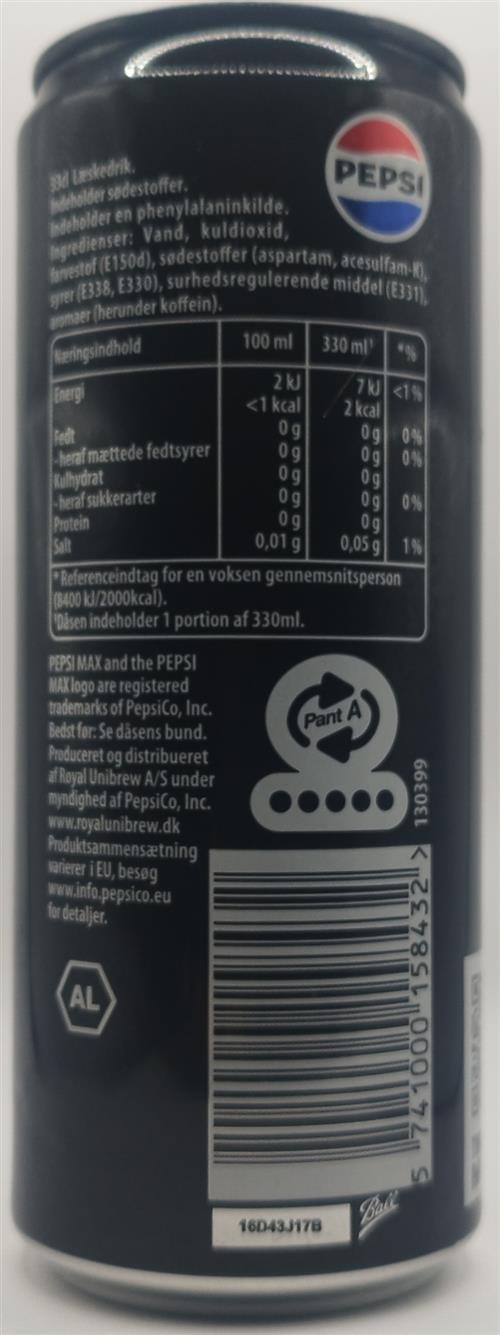 PEPSI
33cl Læskedrik.
Indeholder sødestoffer.
Indeholder en phenylalaninkilde.
Ingredienser: Vand, kuldioxid,
farvestof (E150d), sødestoffer (aspartam, acesulfam-K),
syrer (E338, E330), surhedsregulerende middel (E331),
aromaer (herunder koffein).
Næringsindhold 100 ml 330 ml¹ *%
Energi 2 kJ 7 kJ <1%
<1 kcal 2 kcal
Fedt 0 g 0 g 0%
-heraf mættede fedtsyrer 0 g 0 g 0%
Kulhydrat 0 g 0 g
-heraf sukkerarter 0 g 0 g 0%
Protein 0 g 0 g
Salt 0,01 g 0,05 g 1%
*Referenceindtag for en voksen gennemsnitsperson
(8400 kJ/2000kcal).
¹Dåsen indeholder 1 portion af 330ml.
PEPSI MAX and the PEPSI
MAX logo are registered
trademarks of PepsiCo, Inc.
Bedst før: Se dåsens bund.
Produceret og distribueret
af Royal Unibrew A/S under
myndighed af PepsiCo, Inc.
www.royalunibrew.dk
Produktsammensætning
varierer i EU, besøg
www.info.pepsico.eu
for detaljer.
Pant A
130399
AL
5 741000 158432 >
16D43J17B
Ball